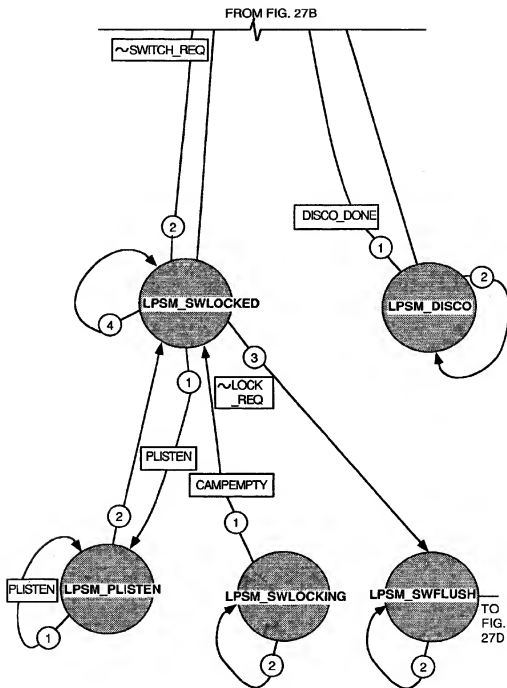 FROM FIG. 27B
~SWITCH_REQ
DISCO_DONE
2
1
2
LPSM_SWLOCKED
LPSM_DISCO
4
3
1
~LOCK
_REQ
PLISTEN
CAMPEMPTY
2
1
PLISTEN
LPSM_PLISTEN
LPSM_SWLOCKING
LPSM_SWFLUSH
TO
FIG.
27D
1
2
2